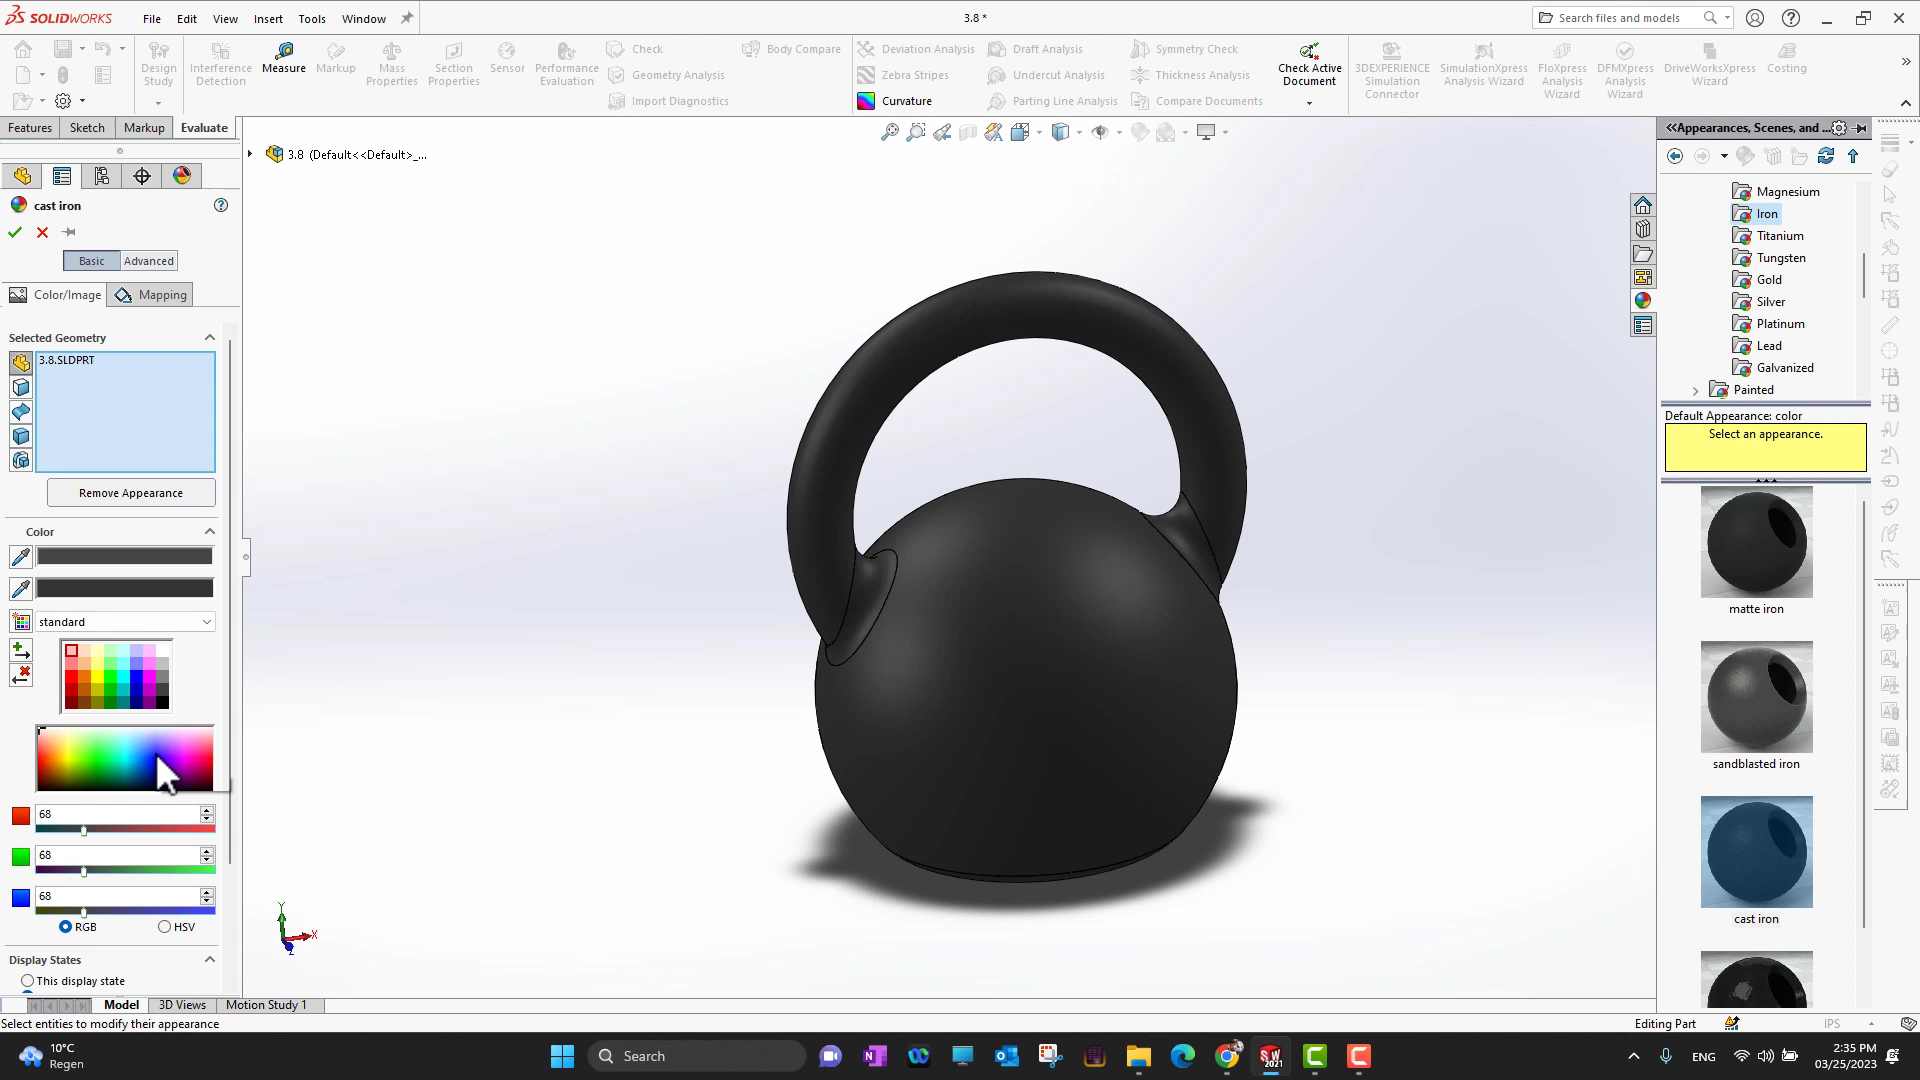 SOLIDWORKS
File Edit View Insert Tools Window
3.8 *
Search files and models
Design Study
Interference Detection
Measure
Markup
Mass Properties
Section Properties
Sensor
Performance Evaluation
Check
Geometry Analysis
Import Diagnostics
Body Compare
Deviation Analysis
Zebra Stripes
Curvature
Draft Analysis
Undercut Analysis
Parting Line Analysis
Symmetry Check
Thickness Analysis
Compare Documents
Check Active Document
3DEXPERIENCE Simulation Connector
SimulationXpress Analysis Wizard
FloXpress Analysis Wizard
DFMXpress Analysis Wizard
DriveWorksXpress Wizard
Costing
Features Sketch Markup Evaluate
3.8 (Default<<Default>_...
cast iron
Basic Advanced
Color/Image Mapping
Selected Geometry
3.8.SLDPRT
Remove Appearance
Color
standard
68
68
68
RGB HSV
Display States
This display state
Model 3D Views Motion Study 1
Select entities to modify their appearance
Y
X
Z
Appearances, Scenes, and ...
Magnesium
Iron
Titanium
Tungsten
Gold
Silver
Platinum
Lead
Galvanized
Painted
Default Appearance: color
Select an appearance.
matte iron
sandblasted iron
cast iron
Editing Part
IPS
10°C
Regen
Search
SW
2021
ENG
2:35 PM
03/25/2023